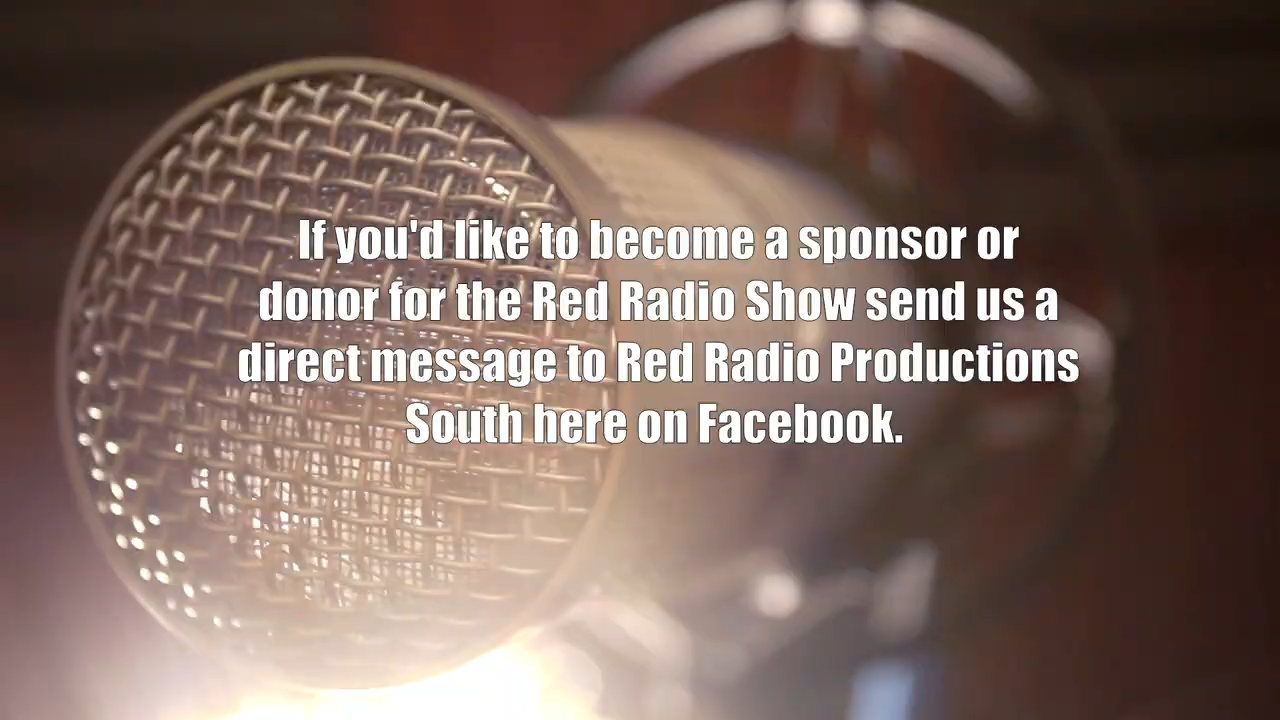 If you'd like to become a sponsor or
donor for the Red Radio Show send us a
direct message to Red Radio Productions
South here on Facebook.